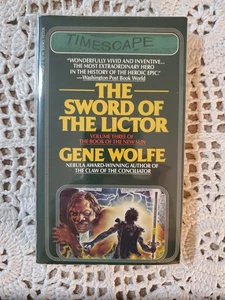 TIMESCAPE
"WONDERFULLY VIVID AND INVENTIVE...
THE MOST EXTRAORDINARY HERO
IN THE HISTORY OF THE HEROIC EPIC."
—Washington Post Book World
THE
SWORD OF
THE LICTOR
VOLUME THREE OF
THE BOOK OF THE NEW SUN
GENE WOLFE
NEBULA AWARD-WINNING AUTHOR OF
THE CLAW OF THE CONCILIATOR